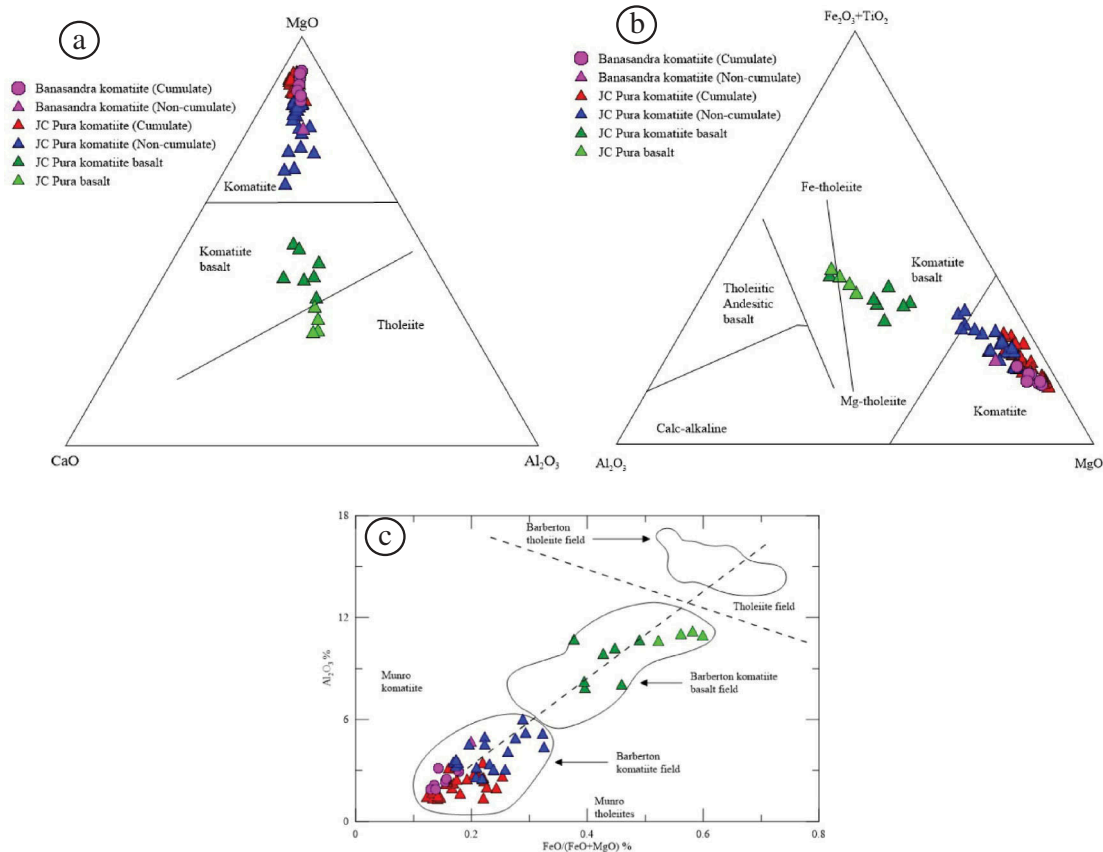 a
MgO
Banasandra komatiite (Cumulate)
Banasandra komatiite (Non-cumulate)
JC Pura komatiite (Cumulate)
JC Pura komatiite (Non-cumulate)
JC Pura komatiite basalt
JC Pura basalt
Komatiite
Komatiite
basalt
Tholeiite
CaO
Al₂O₃
b
Fe₂O₃+TiO₂
Banasandra komatiite (Cumulate)
Banasandra komatiite (Non-cumulate)
JC Pura komatiite (Cumulate)
JC Pura komatiite (Non-cumulate)
JC Pura komatiite basalt
JC Pura basalt
Fe-tholeiite
Komatiite
basalt
Tholeiitic
Andesitic
basalt
Mg-tholeiite
Komatiite
Calc-alkaline
Al₂O₃
MgO
c
18
12
6
0
Al₂O₃ %
Barberton
tholeiite field
Tholeiite field
Munro
komatiite
Barberton komatiite
basalt field
Barberton
komatiite field
Munro
tholeiites
0
0.2
0.4
0.6
0.8
FeO/(FeO+MgO) %